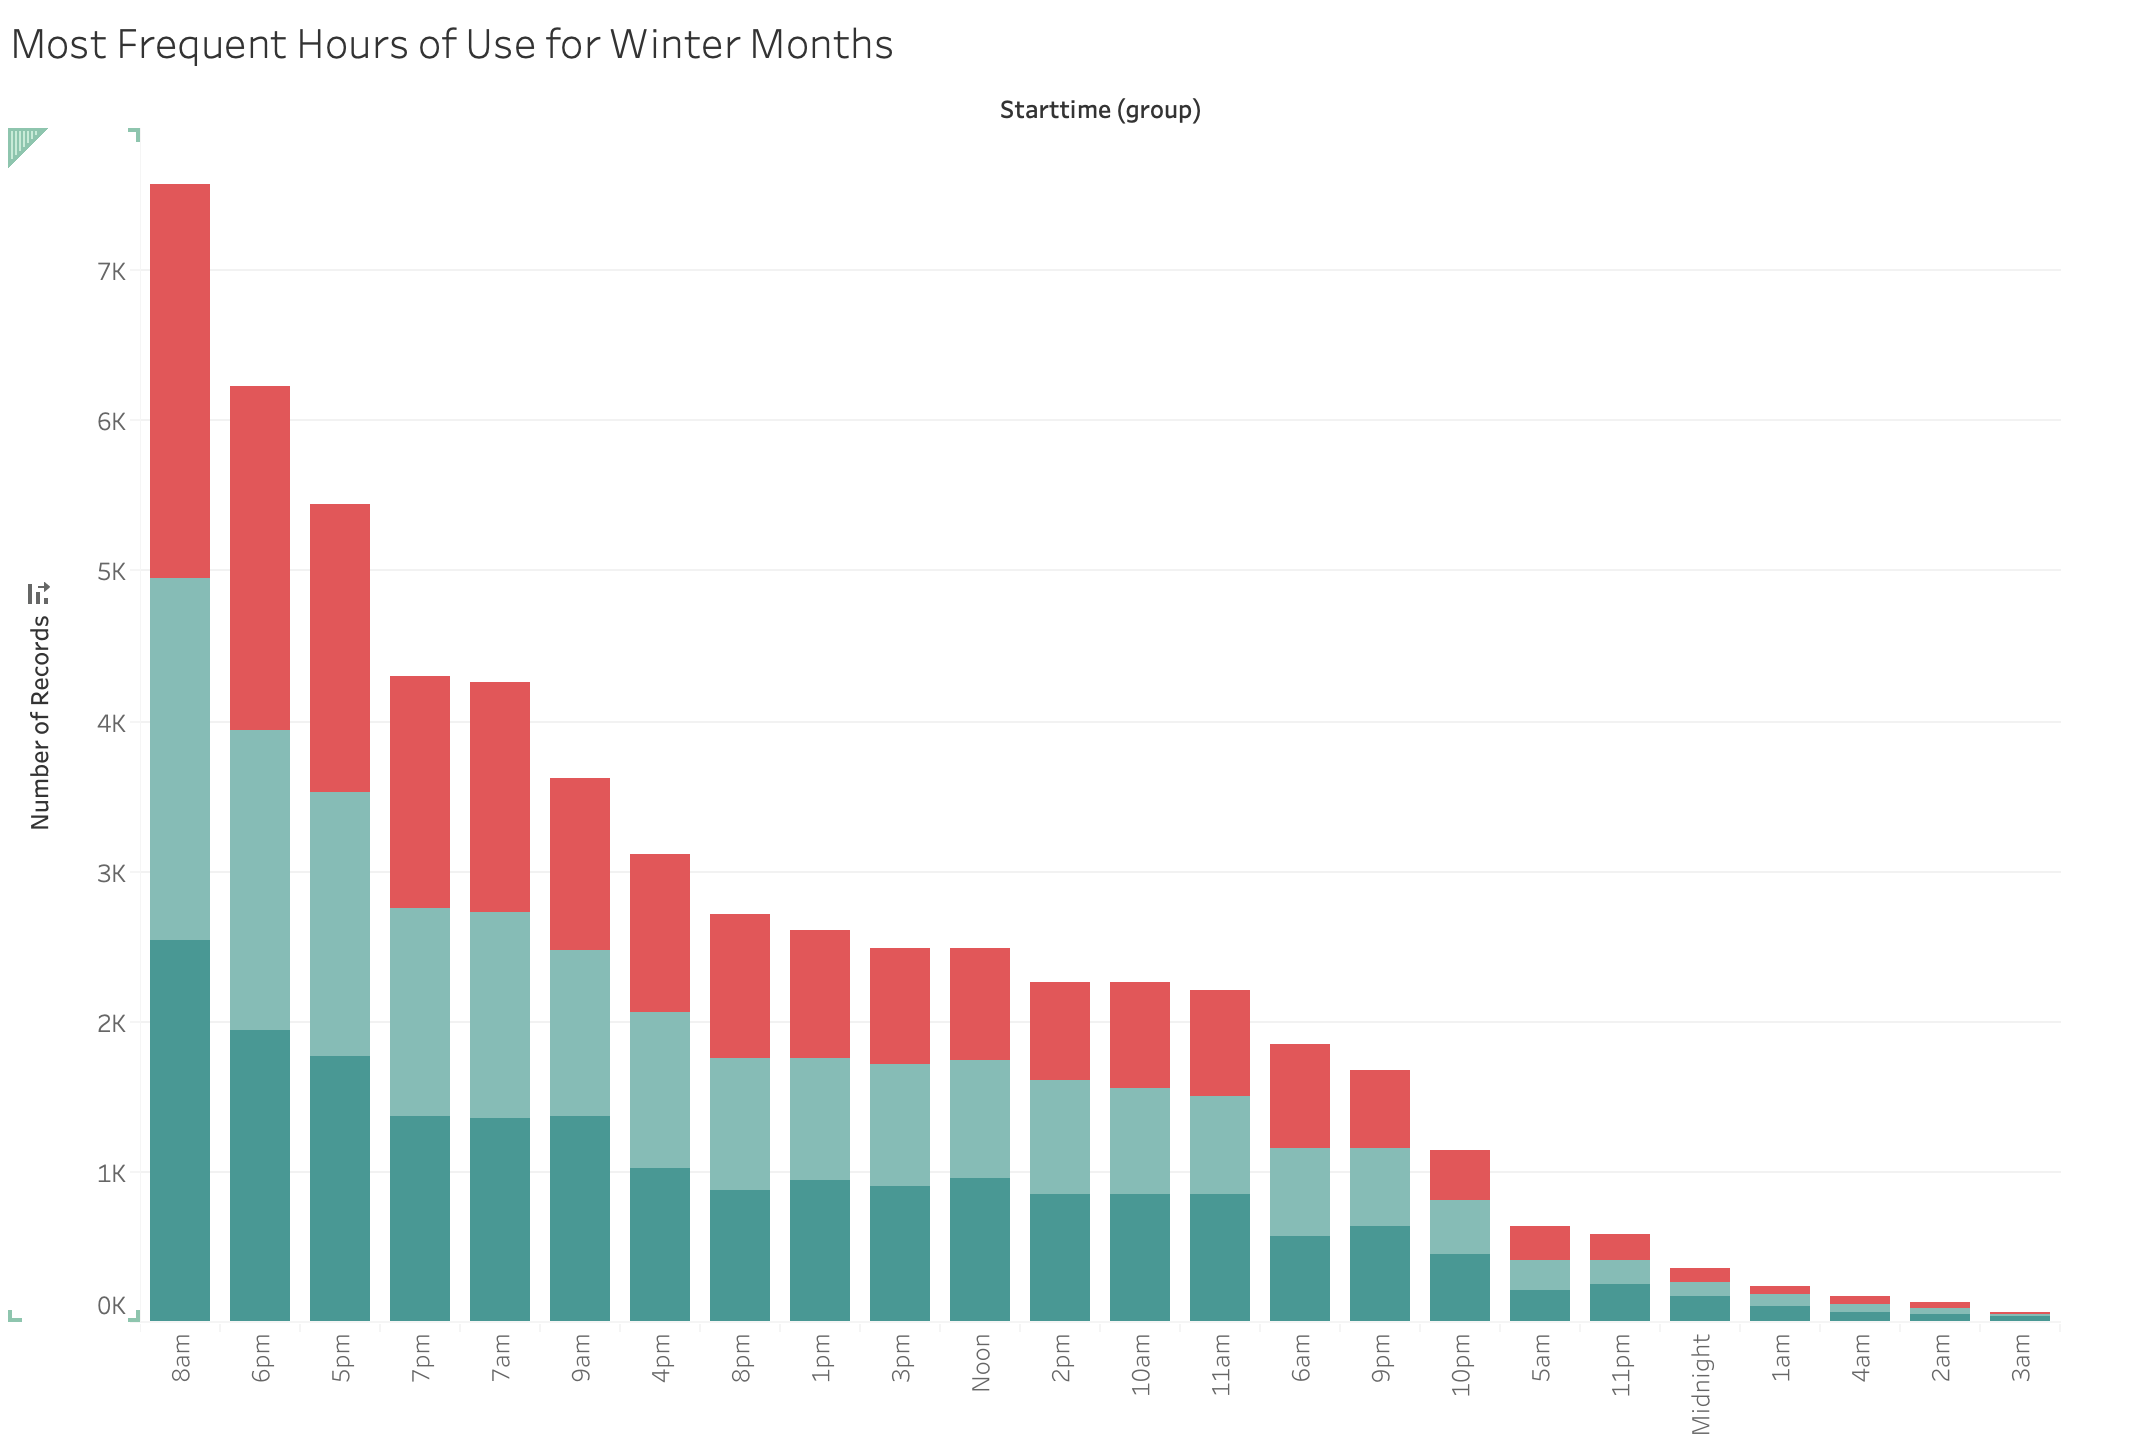 Most Frequent Hours of Use for Winter Months
Starttime (group)
7K
6K
5K
4K
3K
2K
1K
0K
Number of Records
8am
6pm
5pm
7pm
7am
9am
4pm
8pm
1pm
3pm
Noon
2pm
10am
11am
6am
9pm
10pm
5am
11pm
Midnight
1am
4am
2am
3am